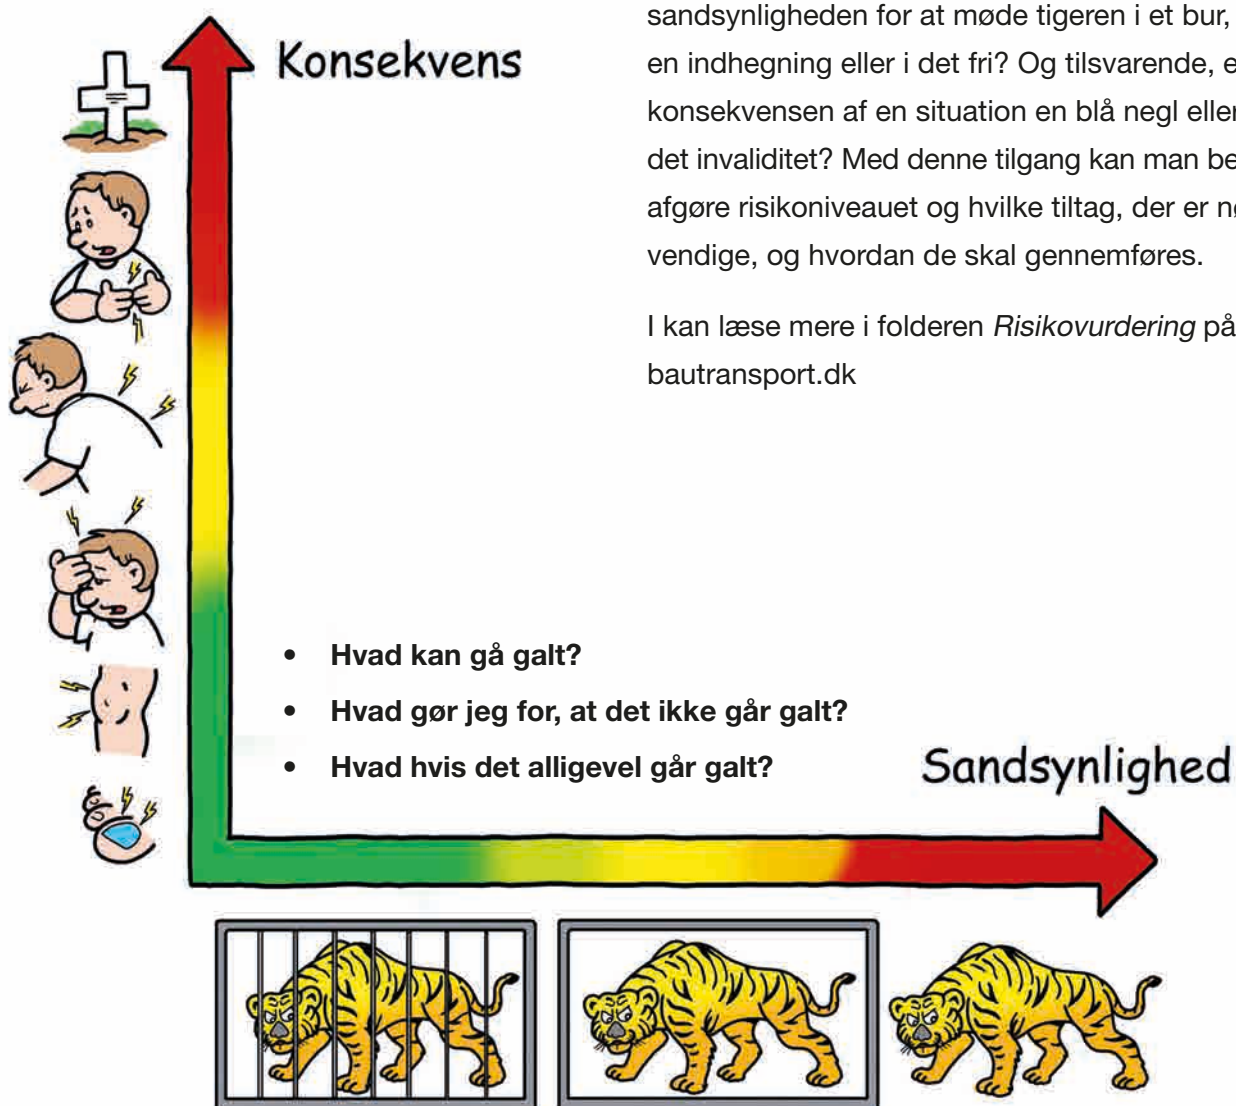 sandsynligheden for at møde tigeren i et bur,
en indhegning eller i det fri? Og tilsvarende, e
konsekvensen af en situation en blå negl eller
det invaliditet? Med denne tilgang kan man be
afgøre risikoniveauet og hvilke tiltag, der er nø
vendige, og hvordan de skal gennemføres.
I kan læse mere i folderen Risikovurdering på
bautransport.dk
Konsekvens
• Hvad kan gå galt?
• Hvad gør jeg for, at det ikke går galt?
• Hvad hvis det alligevel går galt?
Sandsynlighed